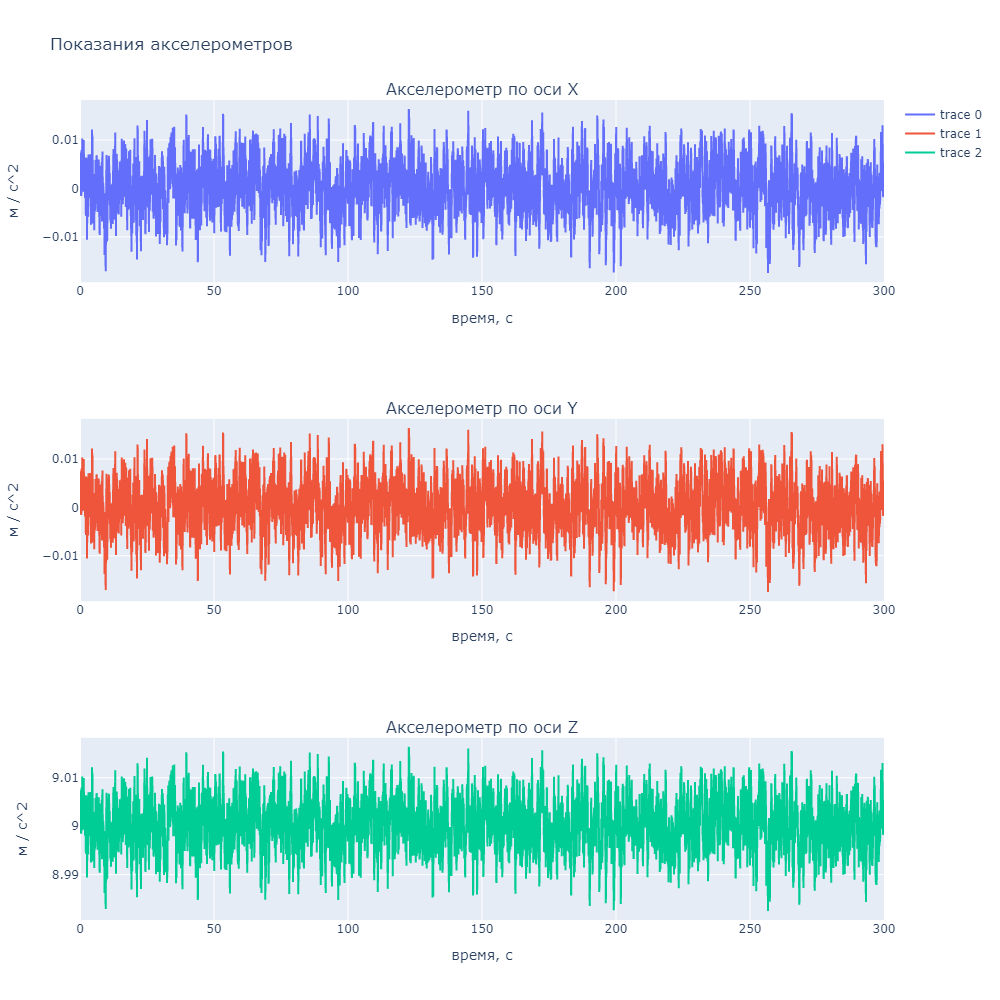 Показания акселерометров
Акселерометр по оси X
trace 0
trace 1
trace 2
0.01
0
−0.01
м / с^2
0 50 100 150 200 250 300
время, с
Акселерометр по оси Y
0.01
0
−0.01
м / с^2
0 50 100 150 200 250 300
время, с
Акселерометр по оси Z
9.01
9
8.99
м / с^2
0 50 100 150 200 250 300
время, с